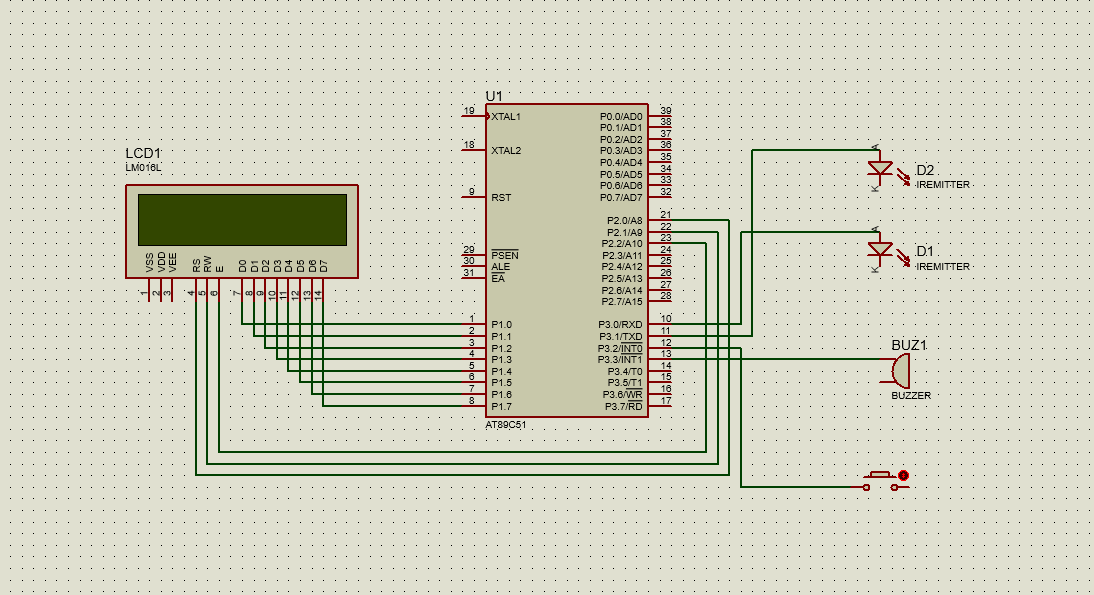 LCD1
LM016L
VSS VDD VEE RS RW E D0 D1 D2 D3 D4 D5 D6 D7
1 2 3 4 5 6 7 8 9 10 11 12 13 14
U1
19 XTAL1
18 XTAL2
9 RST
29 PSEN
30 ALE
31 EA
1 P1.0
2 P1.1
3 P1.2
4 P1.3
5 P1.4
6 P1.5
7 P1.6
8 P1.7
P0.0/AD0 39
P0.1/AD1 38
P0.2/AD2 37
P0.3/AD3 36
P0.4/AD4 35
P0.5/AD5 34
P0.6/AD6 33
P0.7/AD7 32
P2.0/A8 21
P2.1/A9 22
P2.2/A10 23
P2.3/A11 24
P2.4/A12 25
P2.5/A13 26
P2.6/A14 27
P2.7/A15 28
P3.0/RXD 10
P3.1/TXD 11
P3.2/INT0 12
P3.3/INT1 13
P3.4/T0 14
P3.5/T1 15
P3.6/WR 16
P3.7/RD 17
AT89C51
A
D2
IREMITTER
K
A
D1
IREMITTER
K
BUZ1
BUZZER